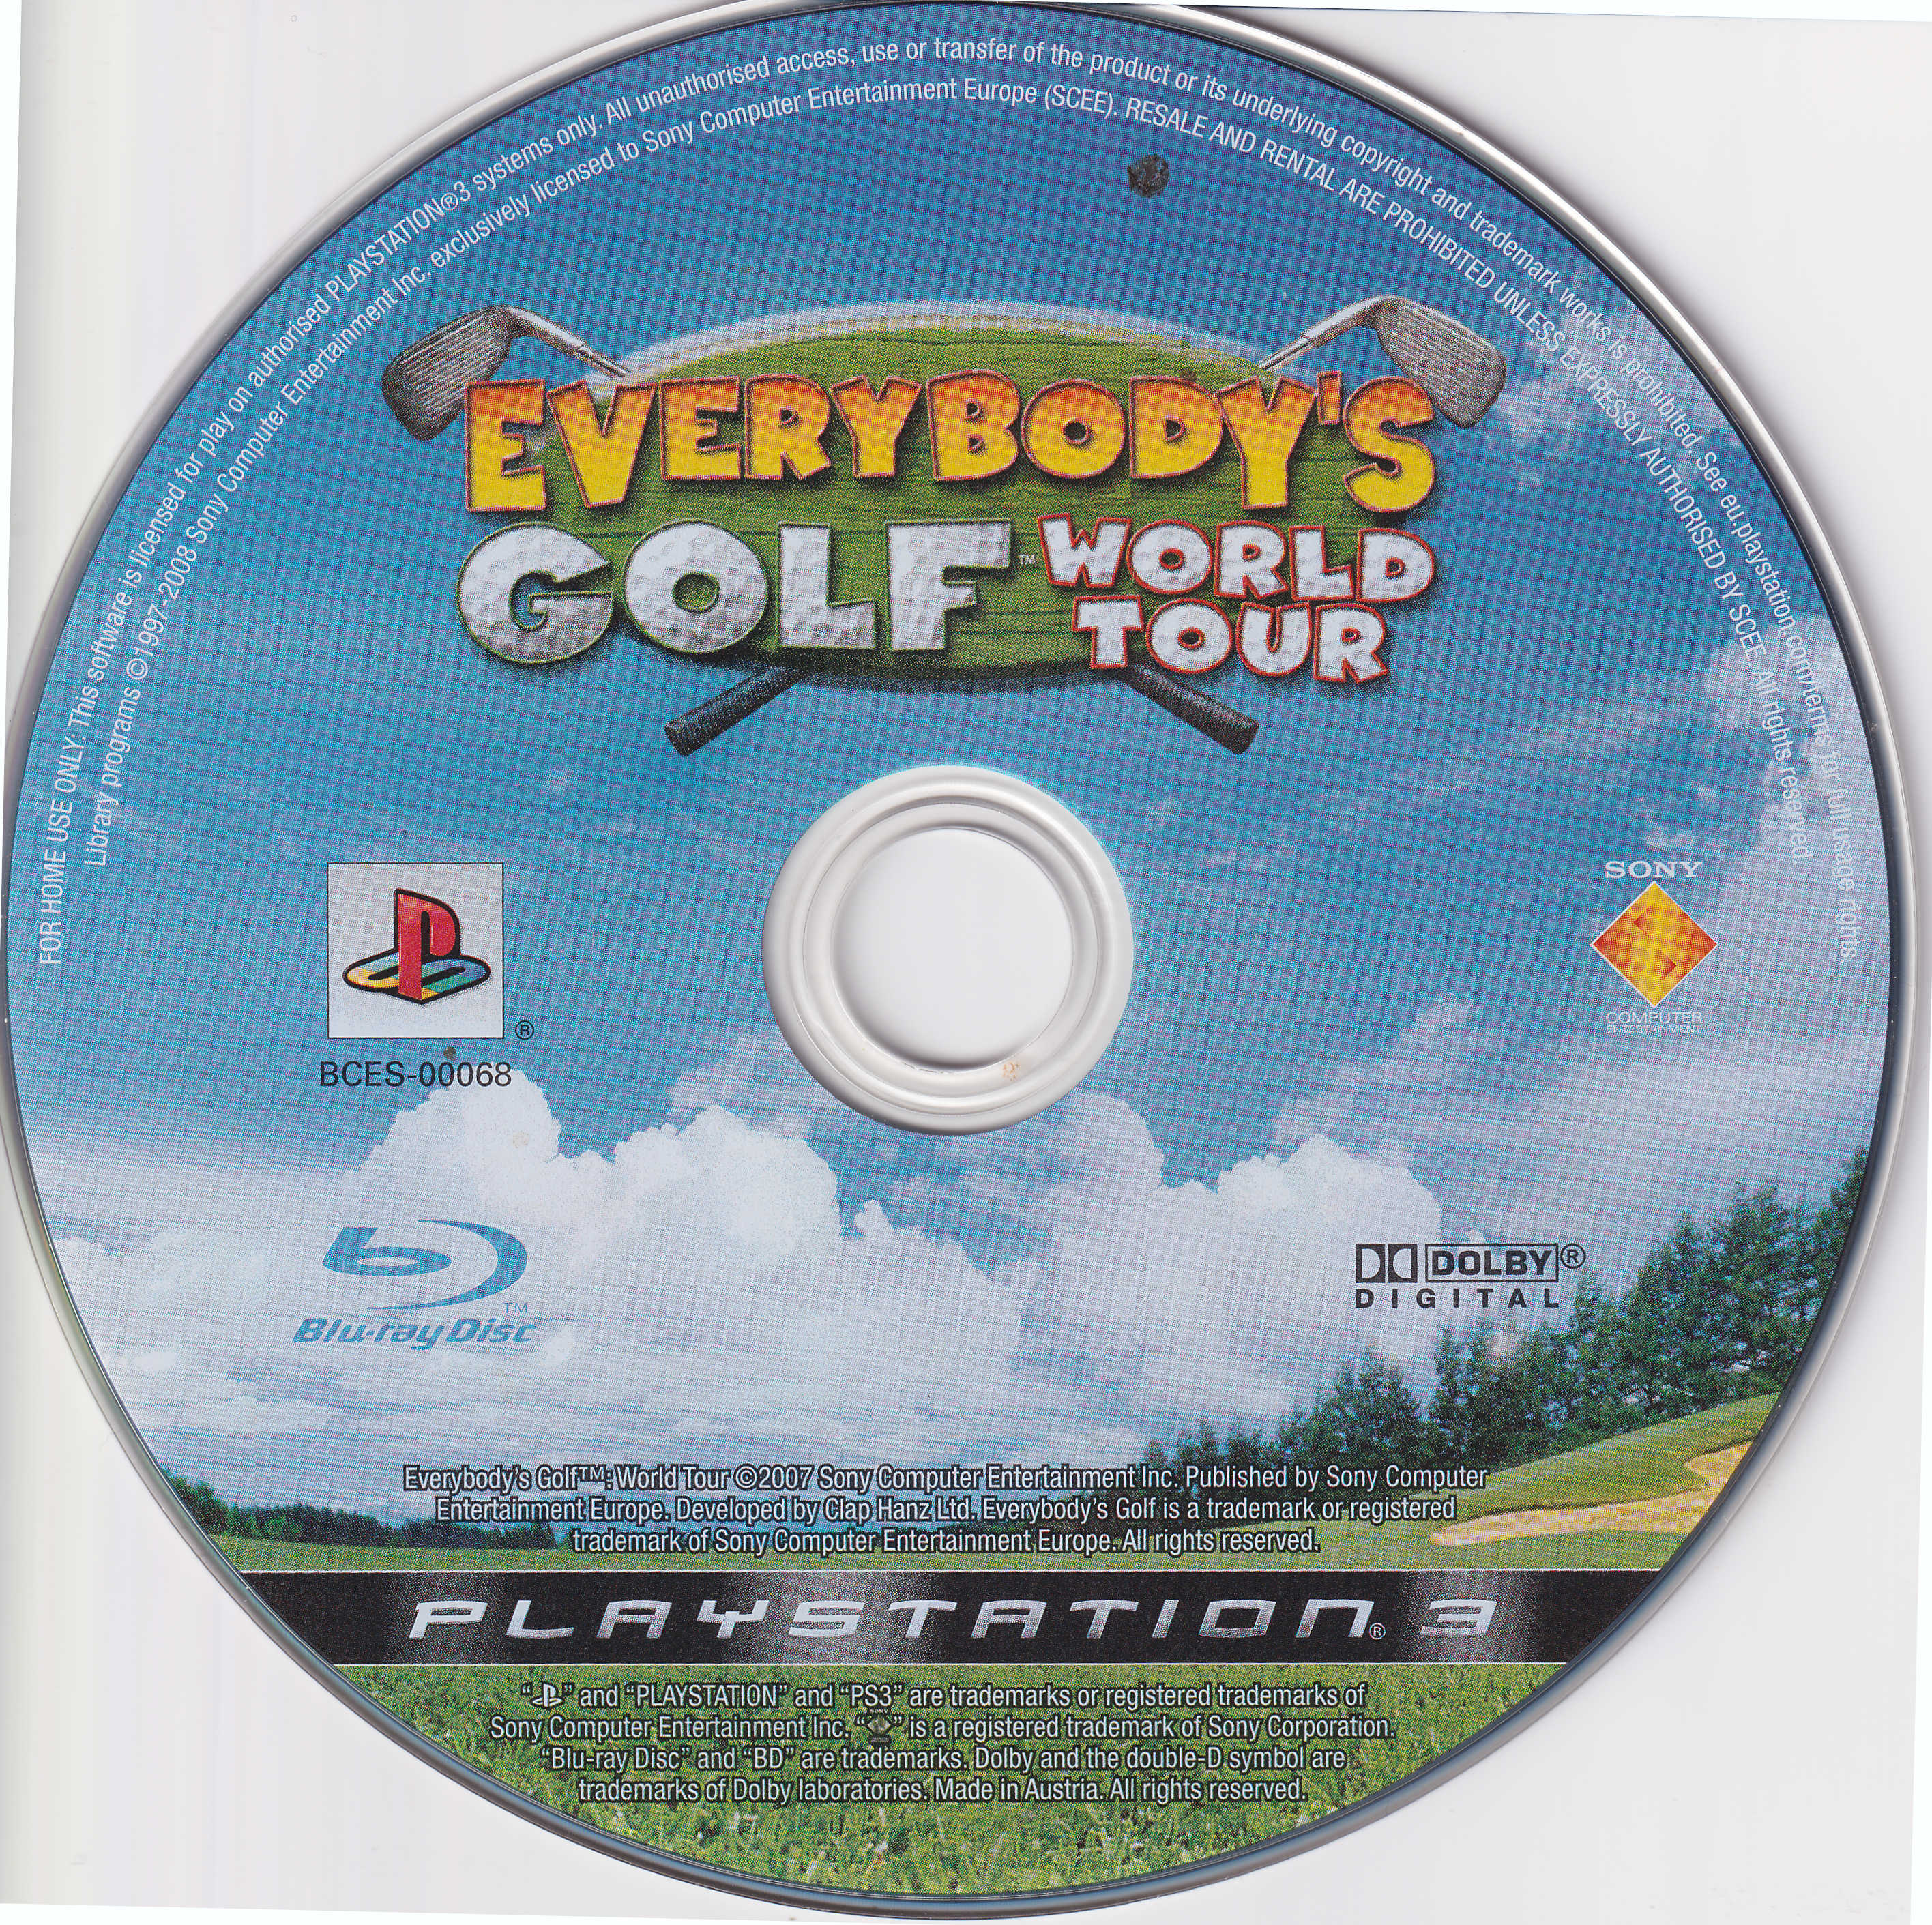 FOR HOME USE ONLY: This software is licensed for play on authorised PLAYSTATION®3 systems only. All unauthorised access, use or transfer of the product or its underlying copyright and trademark works is prohibited. See eu.playstation.com/terms for full usage rights.
Library programs ©1997-2008 Sony Computer Entertainment Inc. exclusively licensed to Sony Computer Entertainment Europe (SCEE). RESALE AND RENTAL ARE PROHIBITED UNLESS EXPRESSLY AUTHORISED BY SCEE. All rights reserved.
EVERYBODY'S
GOLF™ WORLD
TOUR
SONY
®
COMPUTER
ENTERTAINMENT ®
BCES-00068
DOLBY®
DIGITAL
™
Blu-ray Disc
Everybody's Golf™: World Tour ©2007 Sony Computer Entertainment Inc. Published by Sony Computer
Entertainment Europe. Developed by Clap Hanz Ltd. Everybody's Golf is a trademark or registered
trademark of Sony Computer Entertainment Europe. All rights reserved.
PLAYSTATION® 3
“ ” and “PLAYSTATION” and “PS3” are trademarks or registered trademarks of
Sony Computer Entertainment Inc. “ ” is a registered trademark of Sony Corporation.
“Blu-ray Disc” and “BD” are trademarks. Dolby and the double-D symbol are
trademarks of Dolby laboratories. Made in Austria. All rights reserved.